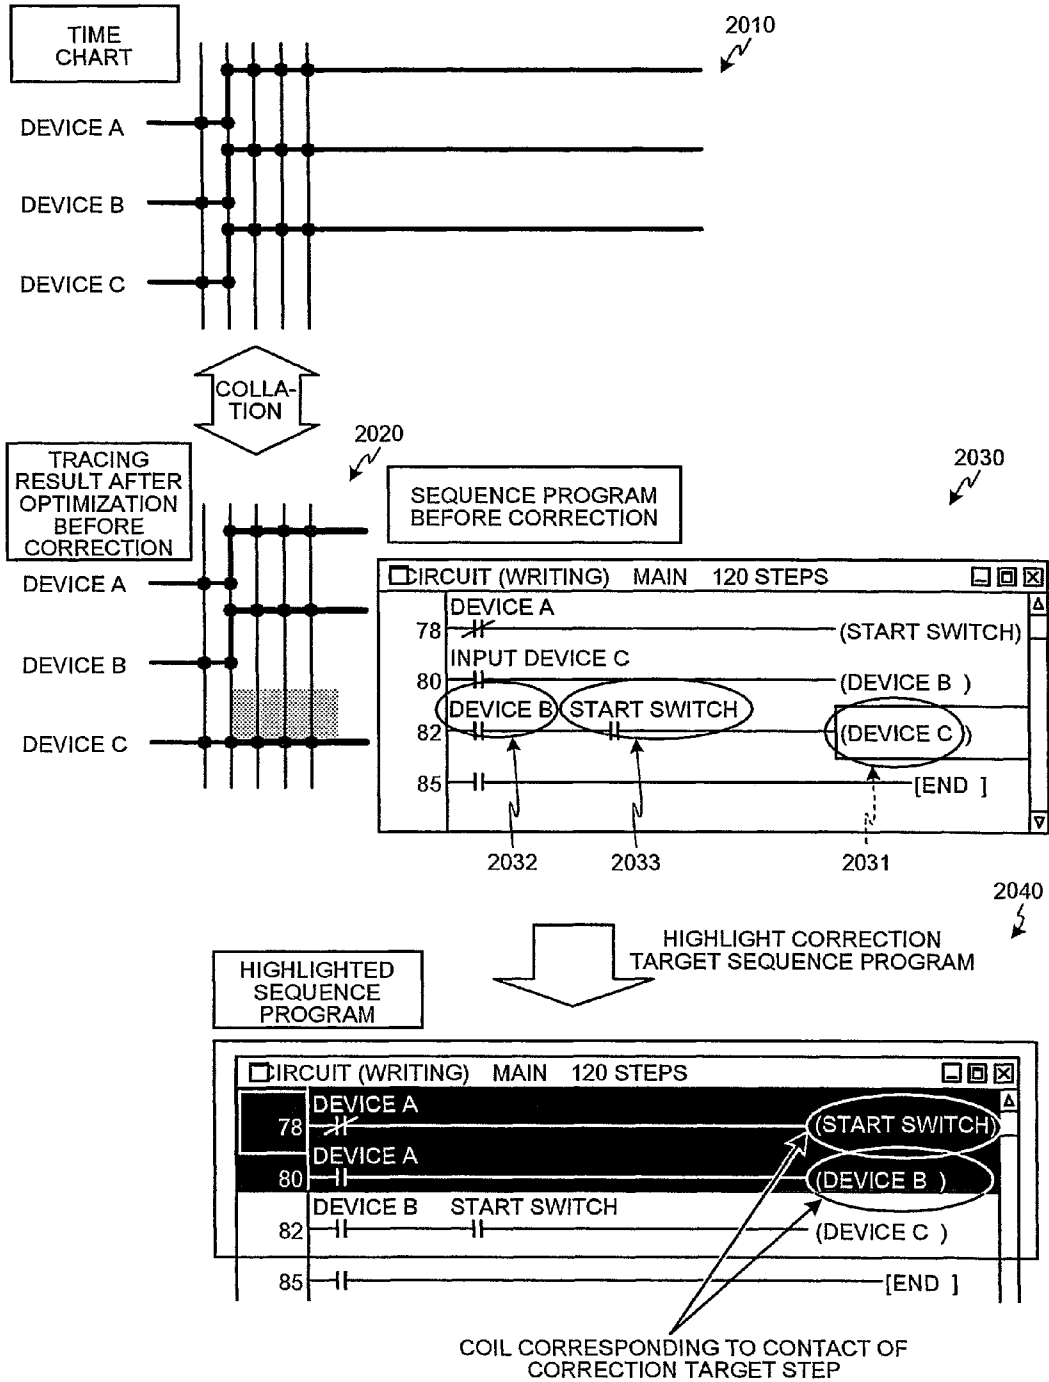 TIME
CHART
2010
DEVICE A
DEVICE B
DEVICE C
COLLA-
TION
2020
TRACING
RESULT AFTER
OPTIMIZATION
BEFORE
CORRECTION
DEVICE A
DEVICE B
DEVICE C
2030
SEQUENCE PROGRAM
BEFORE CORRECTION
CIRCUIT (WRITING) MAIN 120 STEPS
DEVICE A
78 (START SWITCH)
INPUT DEVICE C
80 (DEVICE B )
DEVICE B START SWITCH
82 (DEVICE C )
85 [END ]
2032 2033 2031
2040
HIGHLIGHT CORRECTION
TARGET SEQUENCE PROGRAM
HIGHLIGHTED
SEQUENCE
PROGRAM
CIRCUIT (WRITING) MAIN 120 STEPS
DEVICE A
78 (START SWITCH)
DEVICE A
80 (DEVICE B )
DEVICE B START SWITCH
82 (DEVICE C )
85 [END ]
COIL CORRESPONDING TO CONTACT OF
CORRECTION TARGET STEP